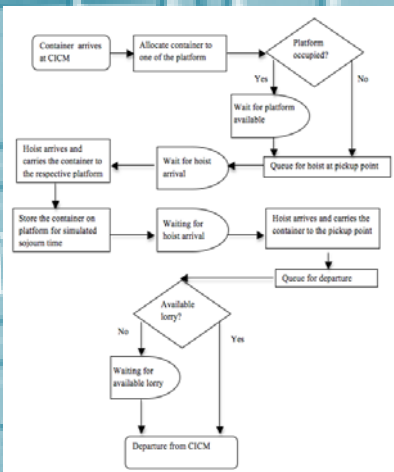 Container arrives
at CICM
Allocate container to
one of the platform
Platform
occupied?
Yes
No
Wait for platform
available
Queue for hoist at pickup point
Wait for hoist
arrival
Hoist arrives and
carries the container to
the respective platform
Store the container on
platform for simulated
sojourn time
Waiting for
hoist arrival
Hoist arrives and carries the
container to the pickup point
Queue for departure
Available
lorry?
No
Yes
Waiting for
available lorry
Departure from CICM